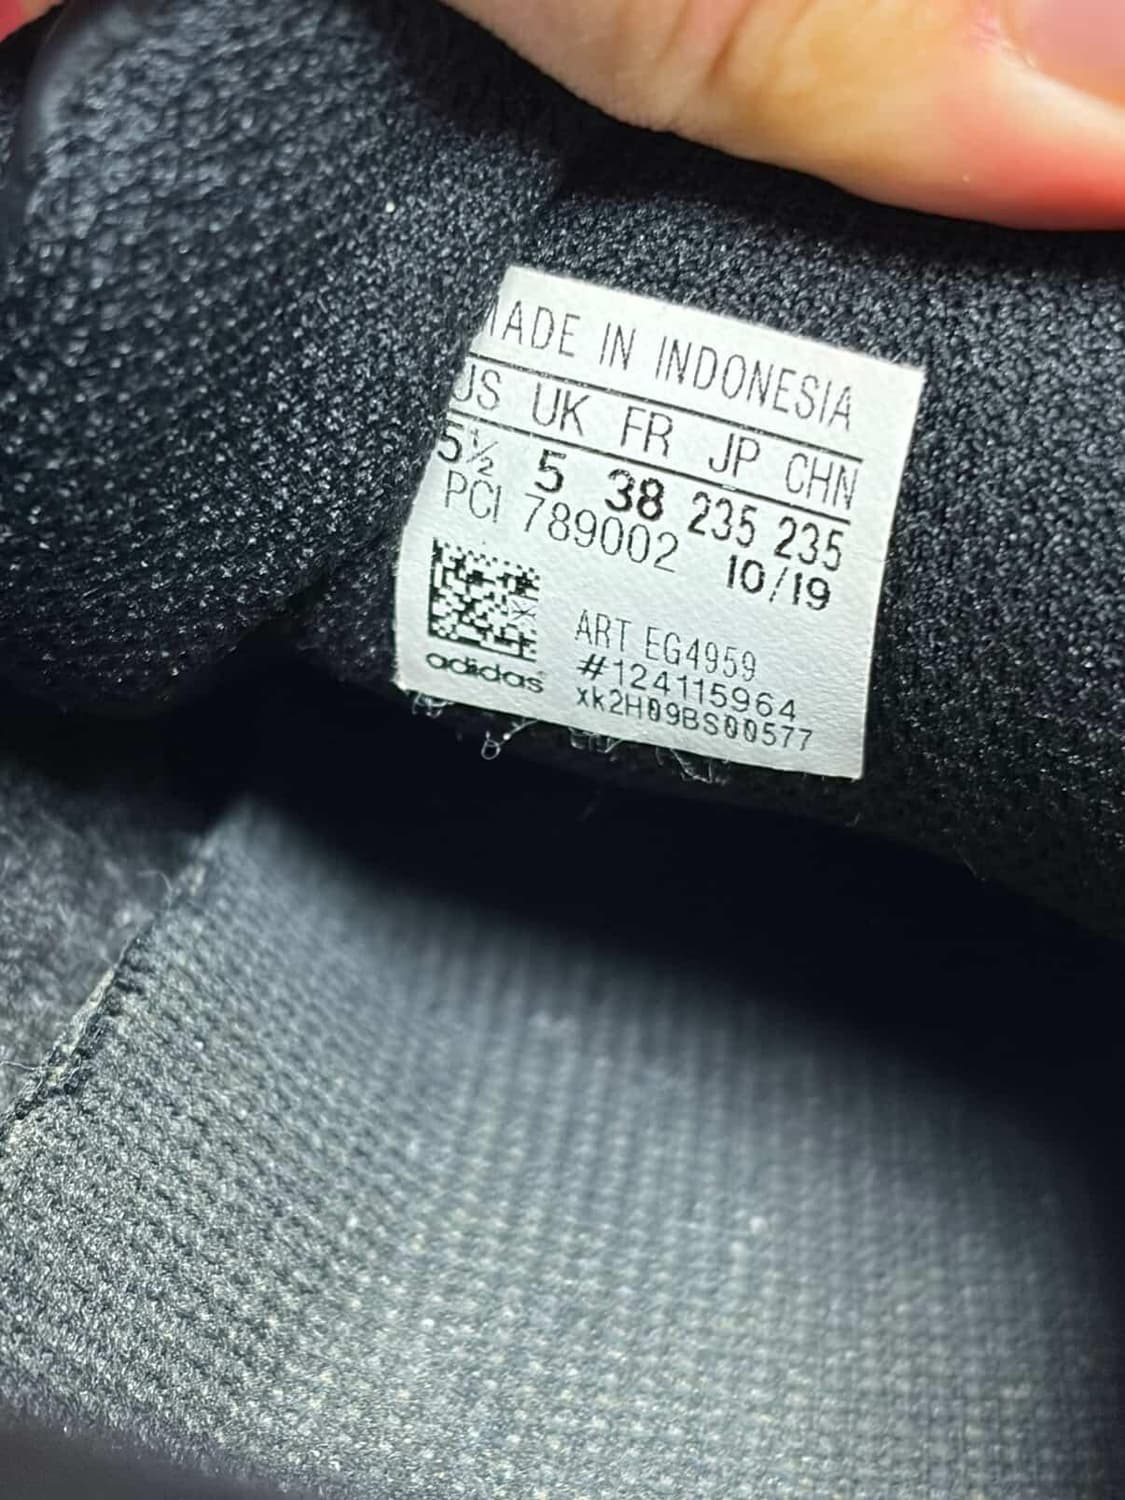 MADE IN INDONESIA
US UK FR JP CHN
5½ 5 38 235 235
PCI 789002 10/19
ART EG4959
#124115964
xk2H09BS00577
adidas